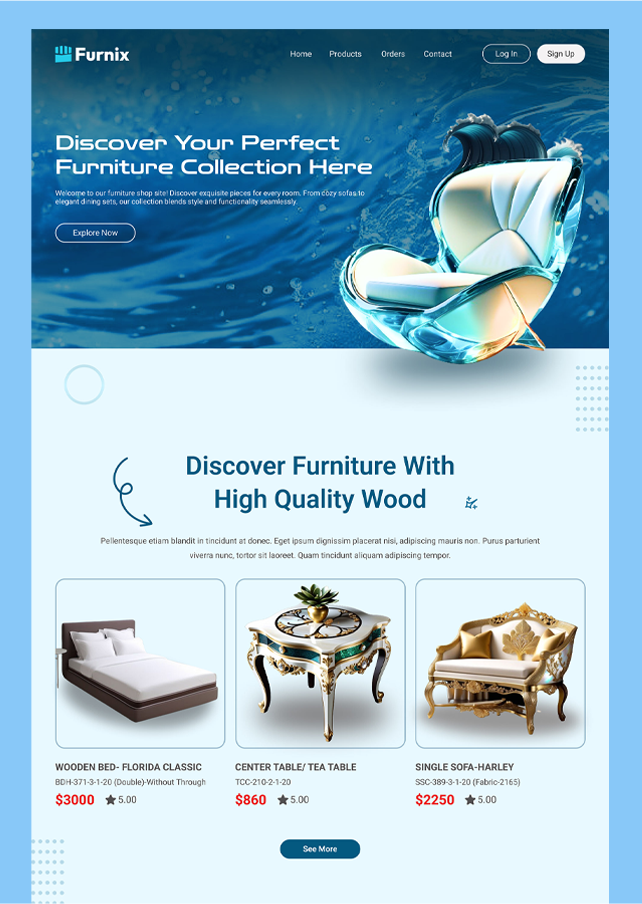 Furnix
Home Products Orders Contact Log In Sign Up
Discover Your Perfect
Furniture Collection Here
Welcome to our furniture shop site! Discover exquisite pieces for every room. From cozy sofas to
elegant dining sets, our collection blends style and functionality seamlessly.
Explore Now
Discover Furniture With
High Quality Wood
Pellentesque etiam blandit in tincidunt at donec. Eget ipsum dignissim placerat nisi, adipiscing mauris non. Purus parturient
viverra nunc, tortor sit laoreet. Quam tincidunt aliquam adipiscing tempor.
WOODEN BED- FLORIDA CLASSIC
BDH-371-3-1-20 (Double)-Without Through
$3000 5.00
CENTER TABLE/ TEA TABLE
TCC-210-2-1-20
$860 5.00
SINGLE SOFA-HARLEY
SSC-389-3-1-20 (Fabric-2165)
$2250 5.00
See More